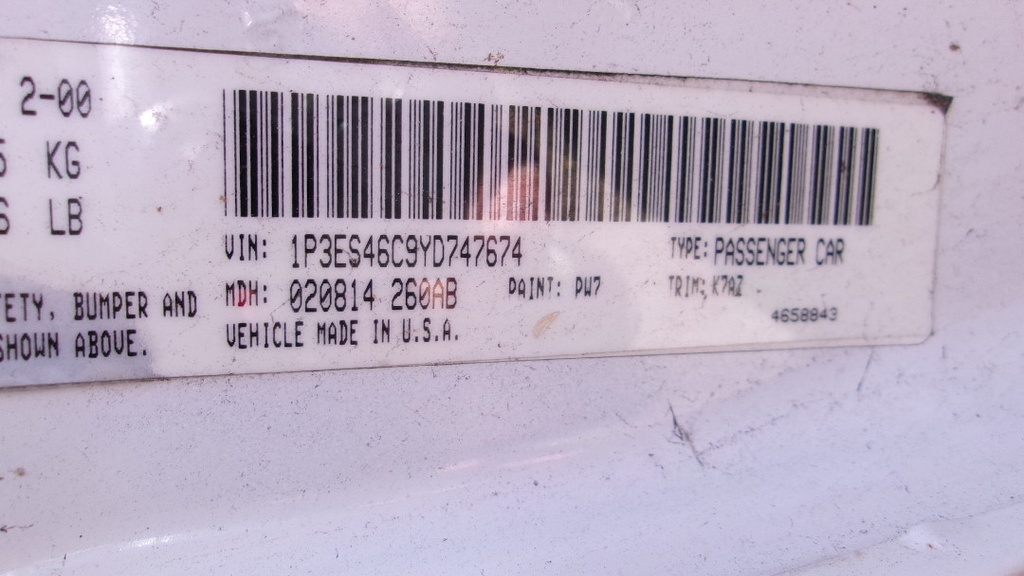 2-00
KG
LB
VIN: 1P3ES46C9YD747674 TYPE: PASSENGER CAR
MDH: 020814 260AB PAINT: PW7 TRIM: K7AZ
4658843
VEHICLE MADE IN U.S.A.
FETY, BUMPER AND
SHOWN ABOVE.